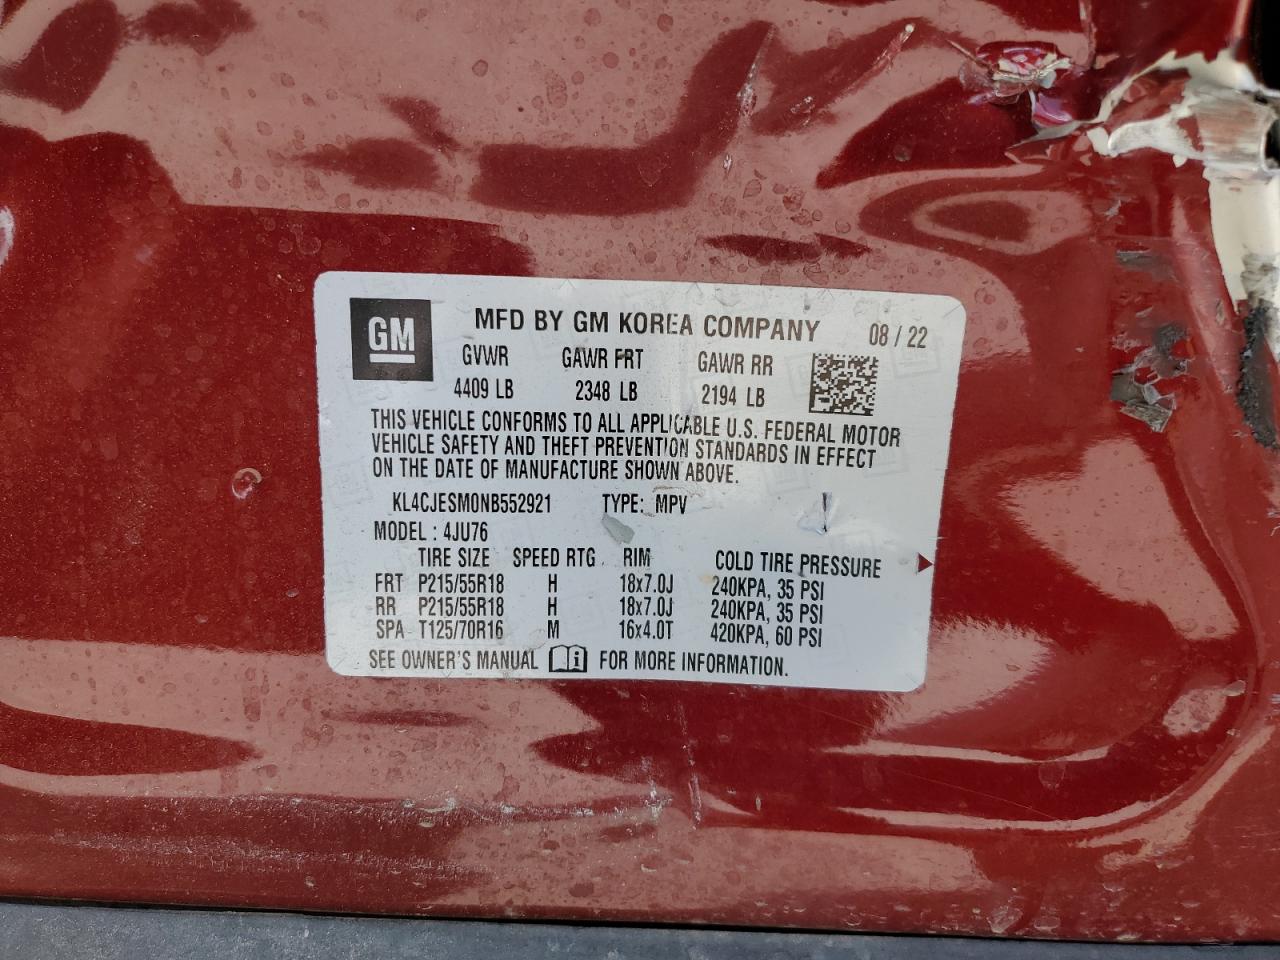 GM
MFD BY GM KOREA COMPANY 08 / 22
GVWR GAWR FRT GAWR RR
4409 LB 2348 LB 2194 LB
THIS VEHICLE CONFORMS TO ALL APPLICABLE U.S. FEDERAL MOTOR
VEHICLE SAFETY AND THEFT PREVENTION STANDARDS IN EFFECT
ON THE DATE OF MANUFACTURE SHOWN ABOVE.
KL4CJESM0NB552921 TYPE: MPV
MODEL : 4JU76
TIRE SIZE SPEED RTG RIM COLD TIRE PRESSURE
FRT P215/55R18 H 18x7.0J 240KPA, 35 PSI
RR P215/55R18 H 18x7.0J 240KPA, 35 PSI
SPA T125/70R16 M 16x4.0T 420KPA, 60 PSI
SEE OWNER'S MANUAL i FOR MORE INFORMATION.